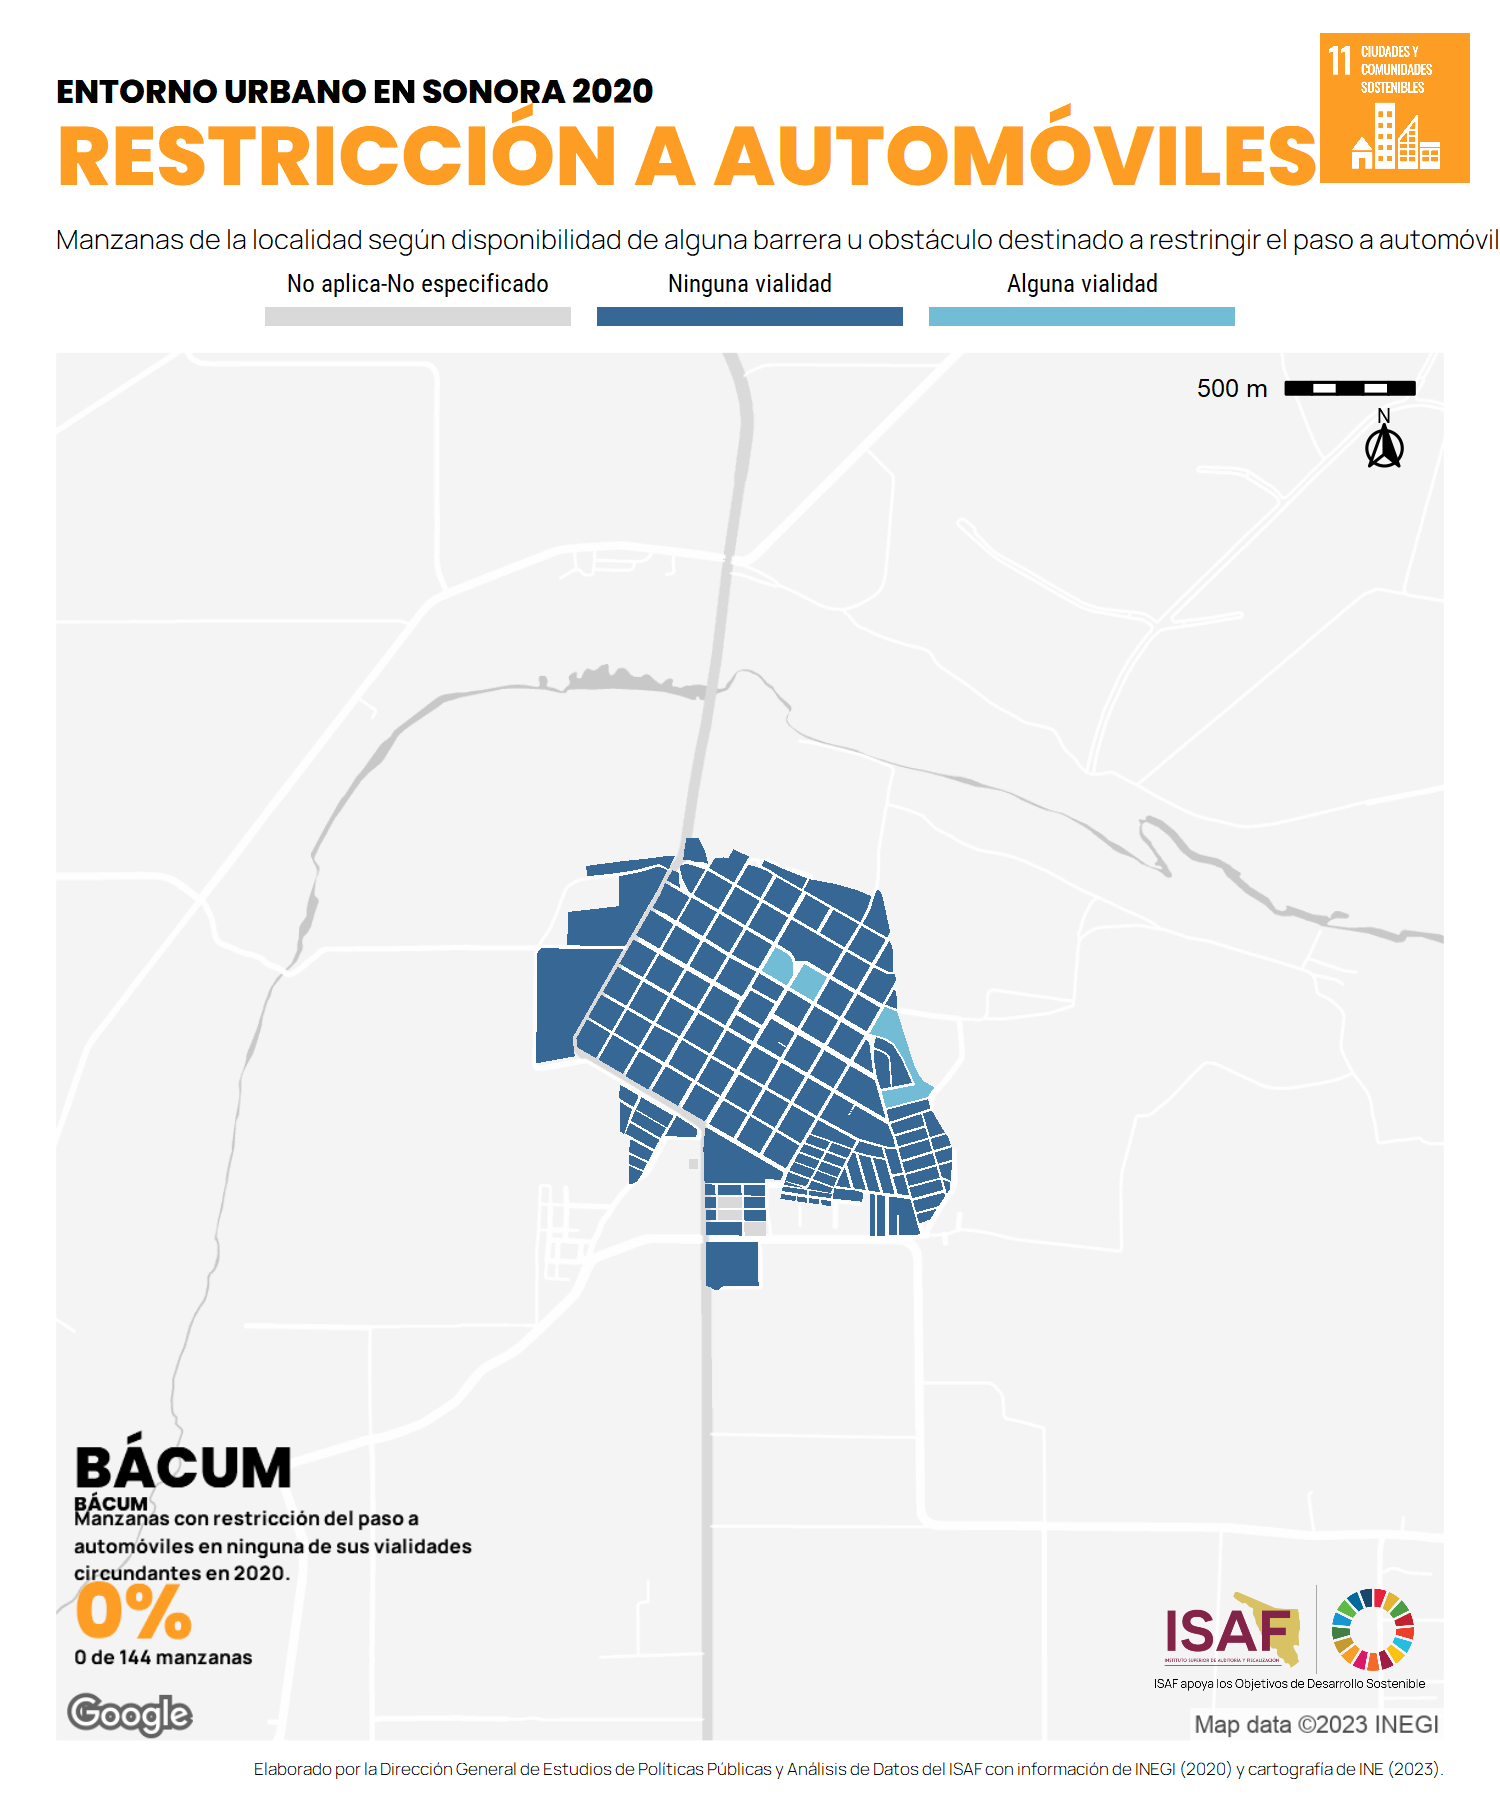 11 CIUDADES Y
COMUNIDADES
SOSTENIBLES
ENTORNO URBANO EN SONORA 2020
RESTRICCIÓN A AUTOMÓVILES
Manzanas de la localidad según disponibilidad de alguna barrera u obstáculo destinado a restringir el paso a automóvil
No aplica-No especificado
Ninguna vialidad
Alguna vialidad
500 m
N
BÁCUM
BÁCUM
Manzanas con restricción del paso a
automóviles en ninguna de sus vialidades
circundantes en 2020.
0%
0 de 144 manzanas
Google
ISAF
INSTITUTO SUPERIOR DE AUDITORÍA Y FISCALIZACIÓN
ISAF apoya los Objetivos de Desarrollo Sostenible
Map data ©2023 INEGI
Elaborado por la Dirección General de Estudios de Políticas Públicas y Análisis de Datos del ISAF con información de INEGI (2020) y cartografía de INE (2023).